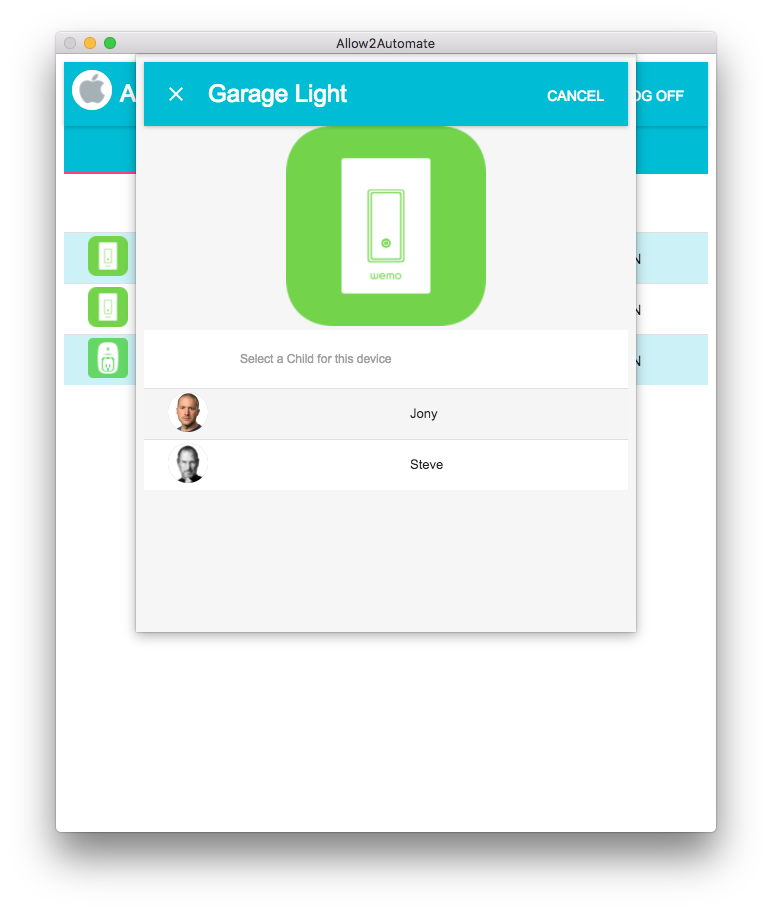 Allow2Automate
A
Garage Light
CANCEL
OG OFF
wemo
N
N
N
Select a Child for this device
Jony
Steve